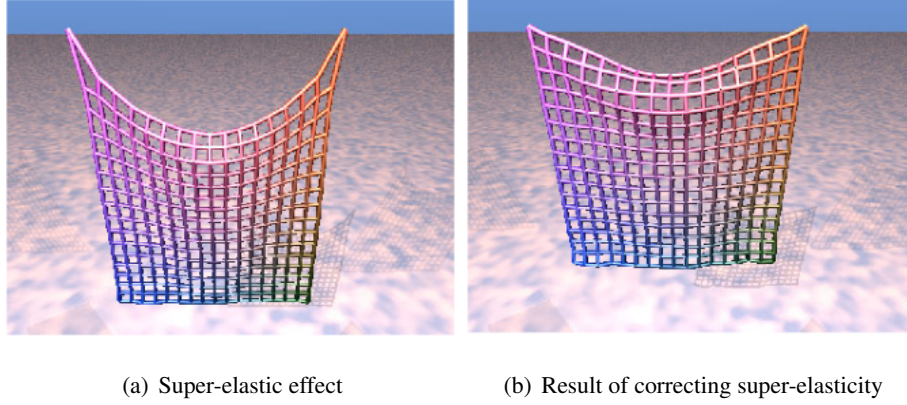 (a) Super-elastic effect
(b) Result of correcting super-elasticity